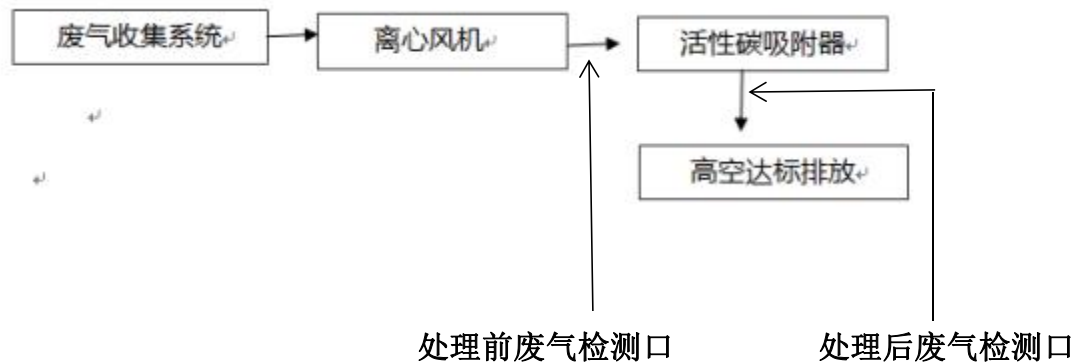 废气收集系统
离心风机
活性碳吸附器
高空达标排放
处理前废气检测口
处理后废气检测口